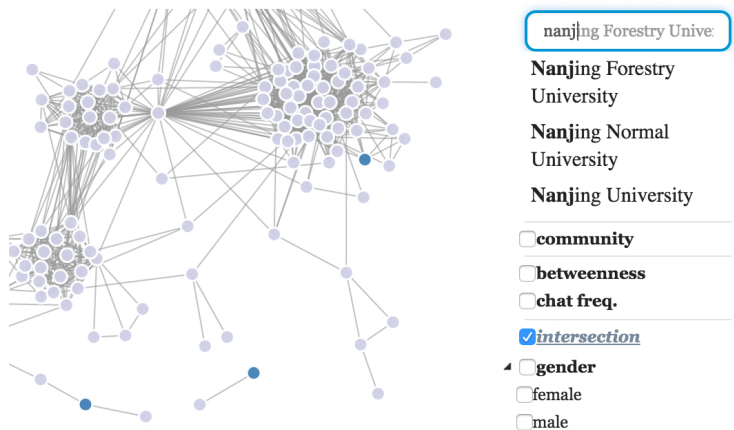 nanjing Forestry Unive
Nanjing Forestry
University
Nanjing Normal
University
Nanjing University
community
betweenness
chat freq.
intersection
gender
female
male